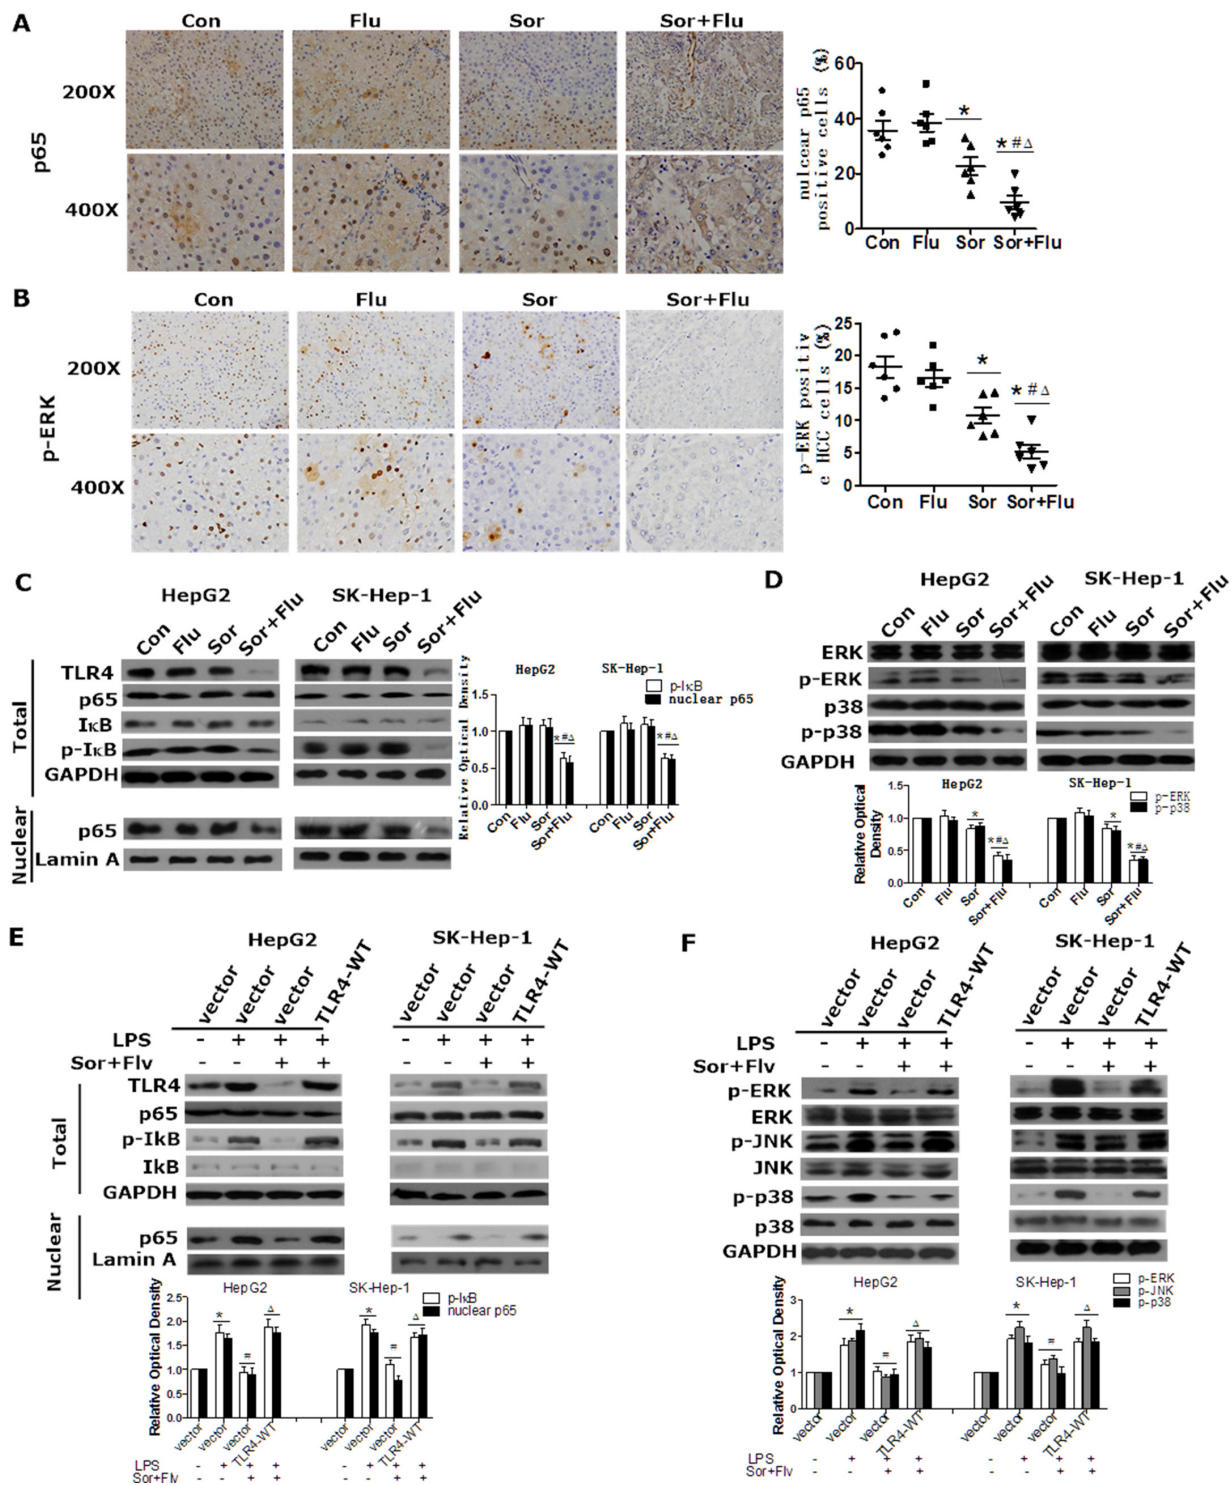 A
Con Flu Sor Sor+Flu
200X
p65
400X
nulcear p65
positive cells (%)
60
40
20
0
*
* # Δ
Con Flu Sor Sor+Flu
B
Con Flu Sor Sor+Flu
200X
p-ERK
400X
p-ERK positiv
e HCC cells (%)
25
20
15
10
5
0
*
* # Δ
Con Flu Sor Sor+Flu
C
HepG2 SK-Hep-1
Con Flu Sor Sor+Flu Con Flu Sor Sor+Flu
Total
TLR4
p65
IκB
p-IκB
GAPDH
Nuclear
p65
Lamin A
HepG2 SK-Hep-1
p-IκB
nuclear p65
Relative Optical Density
1.5
1.0
0.5
0.0
*#Δ *#Δ
Con Flu Sor Sor+Flu Con Flu Sor Sor+Flu
D
HepG2 SK-Hep-1
Con Flu Sor Sor+Flu Con Flu Sor Sor+Flu
ERK
p-ERK
p38
p-p38
GAPDH
HepG2 SK-Hep-1
p-ERK
p-p38
Relative Optical
Density
1.5
1.0
0.5
0.0
* *#Δ * *#Δ
Con Flu Sor Sor+Flu Con Flu Sor Sor+Flu
E
HepG2 SK-Hep-1
vector vector vector TLR4-WT vector vector vector TLR4-WT
LPS - + + + - + + +
Sor+Flv - - + + - - + +
Total
TLR4
p65
p-IkB
IkB
GAPDH
Nuclear
p65
Lamin A
HepG2 SK-Hep-1
p-IκB
nuclear p65
Relative Optical Density
2.5
2.0
1.5
1.0
0.5
0.0
* # Δ * # Δ
vector vector vector TLR4-WT vector vector vector TLR4-WT
LPS - + + + - + + +
Sor+Flv - - + + - - + +
F
HepG2 SK-Hep-1
vector vector vector TLR4-WT vector vector vector TLR4-WT
LPS - + + + - + + +
Sor+Flv - - + + - - + +
p-ERK
ERK
p-JNK
JNK
p-p38
p38
GAPDH
HepG2 SK-Hep-1
p-ERK
p-JNK
p-p38
Relative Optical Density
3
2
1
0
* # Δ * # Δ
vector vector vector TLR4-WT vector vector vector TLR4-WT
LPS - + + + - + + +
Sor+Flv - - + + - - + +